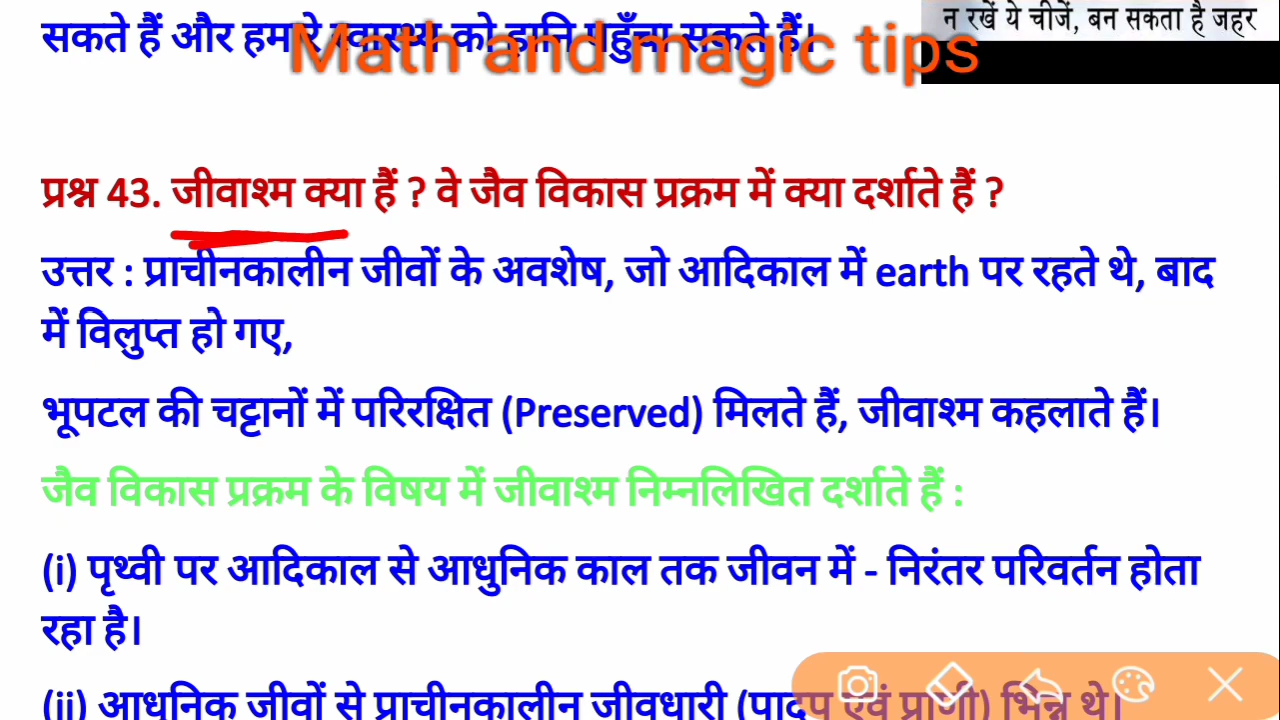 न रखें ये चीजें, बन सकता है जहर
सकते हैं और हमारे स्वास्थ्य को हानि पहुँचा सकते हैं।
Math and magic tips
प्रश्न 43. जीवाश्म क्या हैं ? वे जैव विकास प्रक्रम में क्या दर्शाते हैं ?
उत्तर : प्राचीनकालीन जीवों के अवशेष, जो आदिकाल में earth पर रहते थे, बाद
में विलुप्त हो गए,
भूपटल की चट्टानों में परिरक्षित (Preserved) मिलते हैं, जीवाश्म कहलाते हैं।
जैव विकास प्रक्रम के विषय में जीवाश्म निम्नलिखित दर्शाते हैं :
(i) पृथ्वी पर आदिकाल से आधुनिक काल तक जीवन में - निरंतर परिवर्तन होता
रहा है।
(ii) आधुनिक जीवों से प्राचीनकालीन जीवधारी (पादप एवं प्राणी) भिन्न थे।